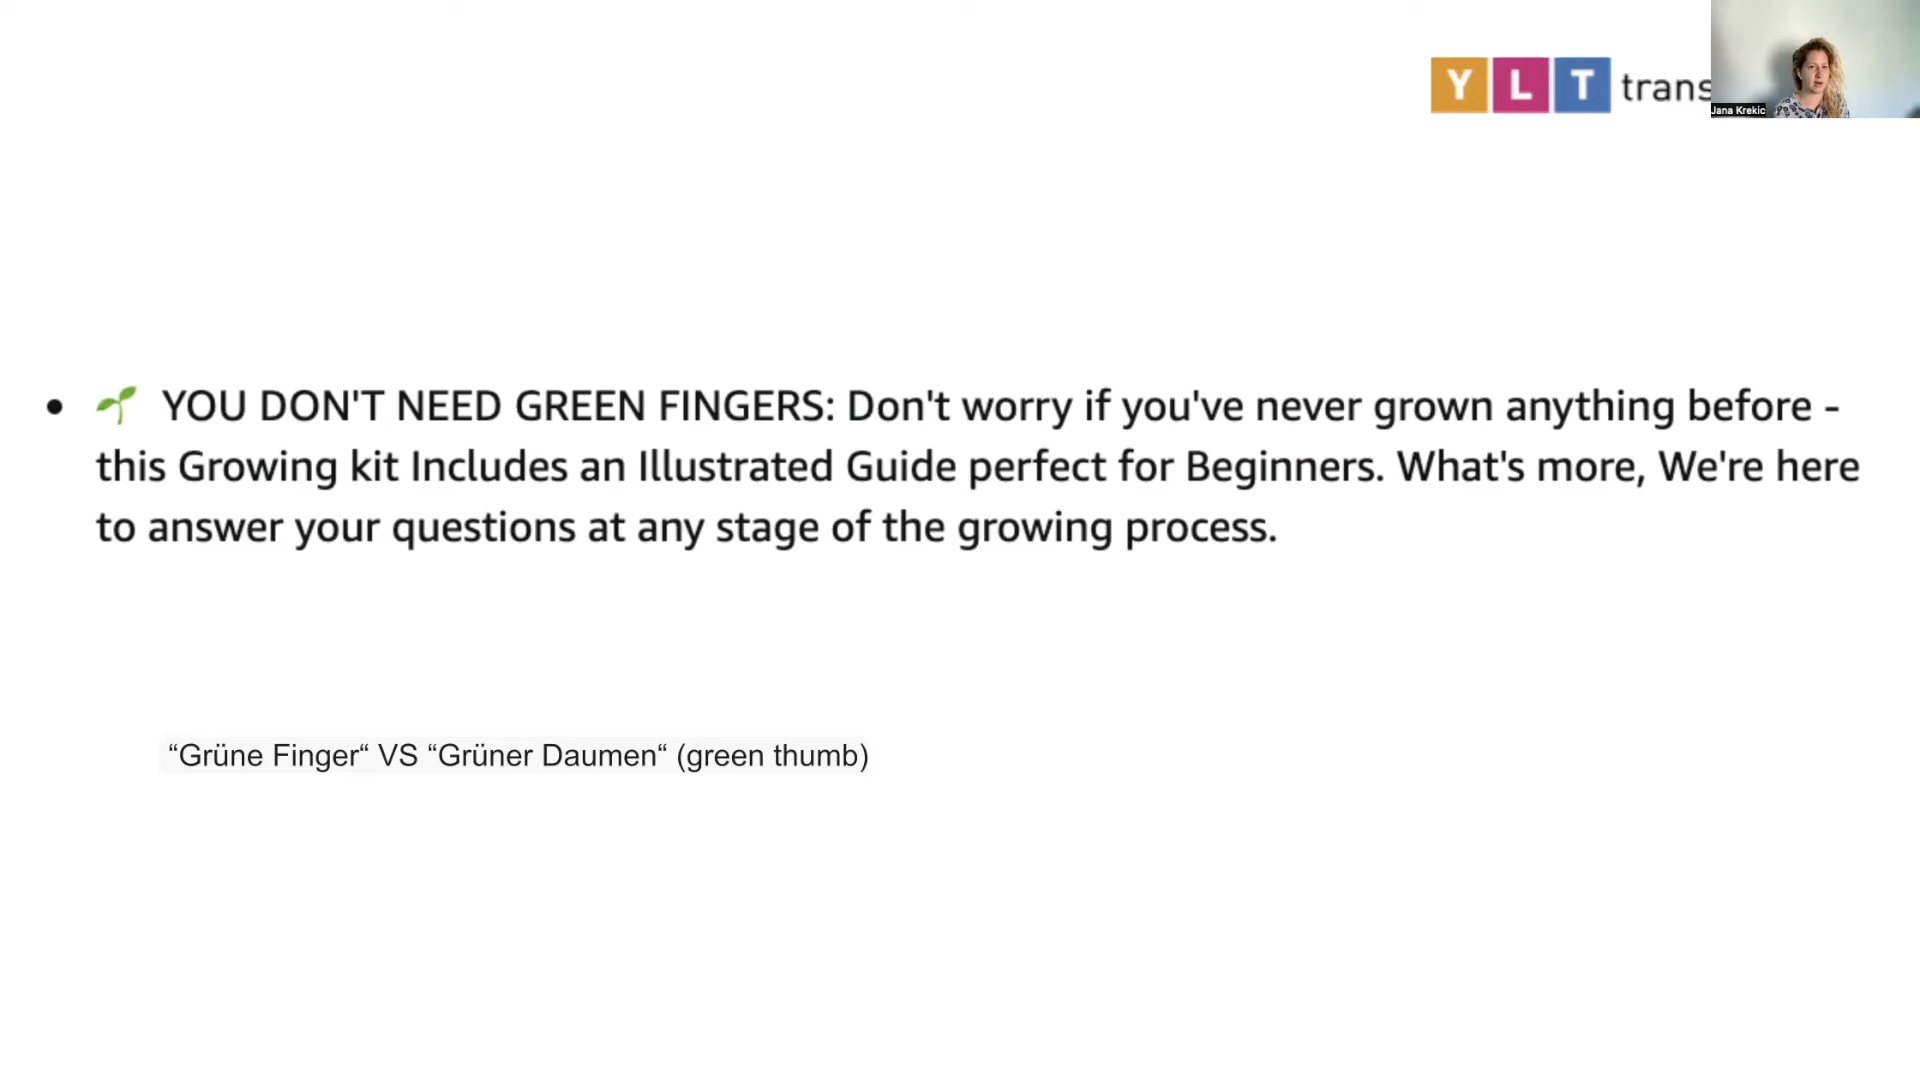 Y L T trans
Jana Krekic
• 🌱 YOU DON'T NEED GREEN FINGERS: Don't worry if you've never grown anything before -
this Growing kit Includes an Illustrated Guide perfect for Beginners. What's more, We're here
to answer your questions at any stage of the growing process.
“Grüne Finger“ VS “Grüner Daumen“ (green thumb)